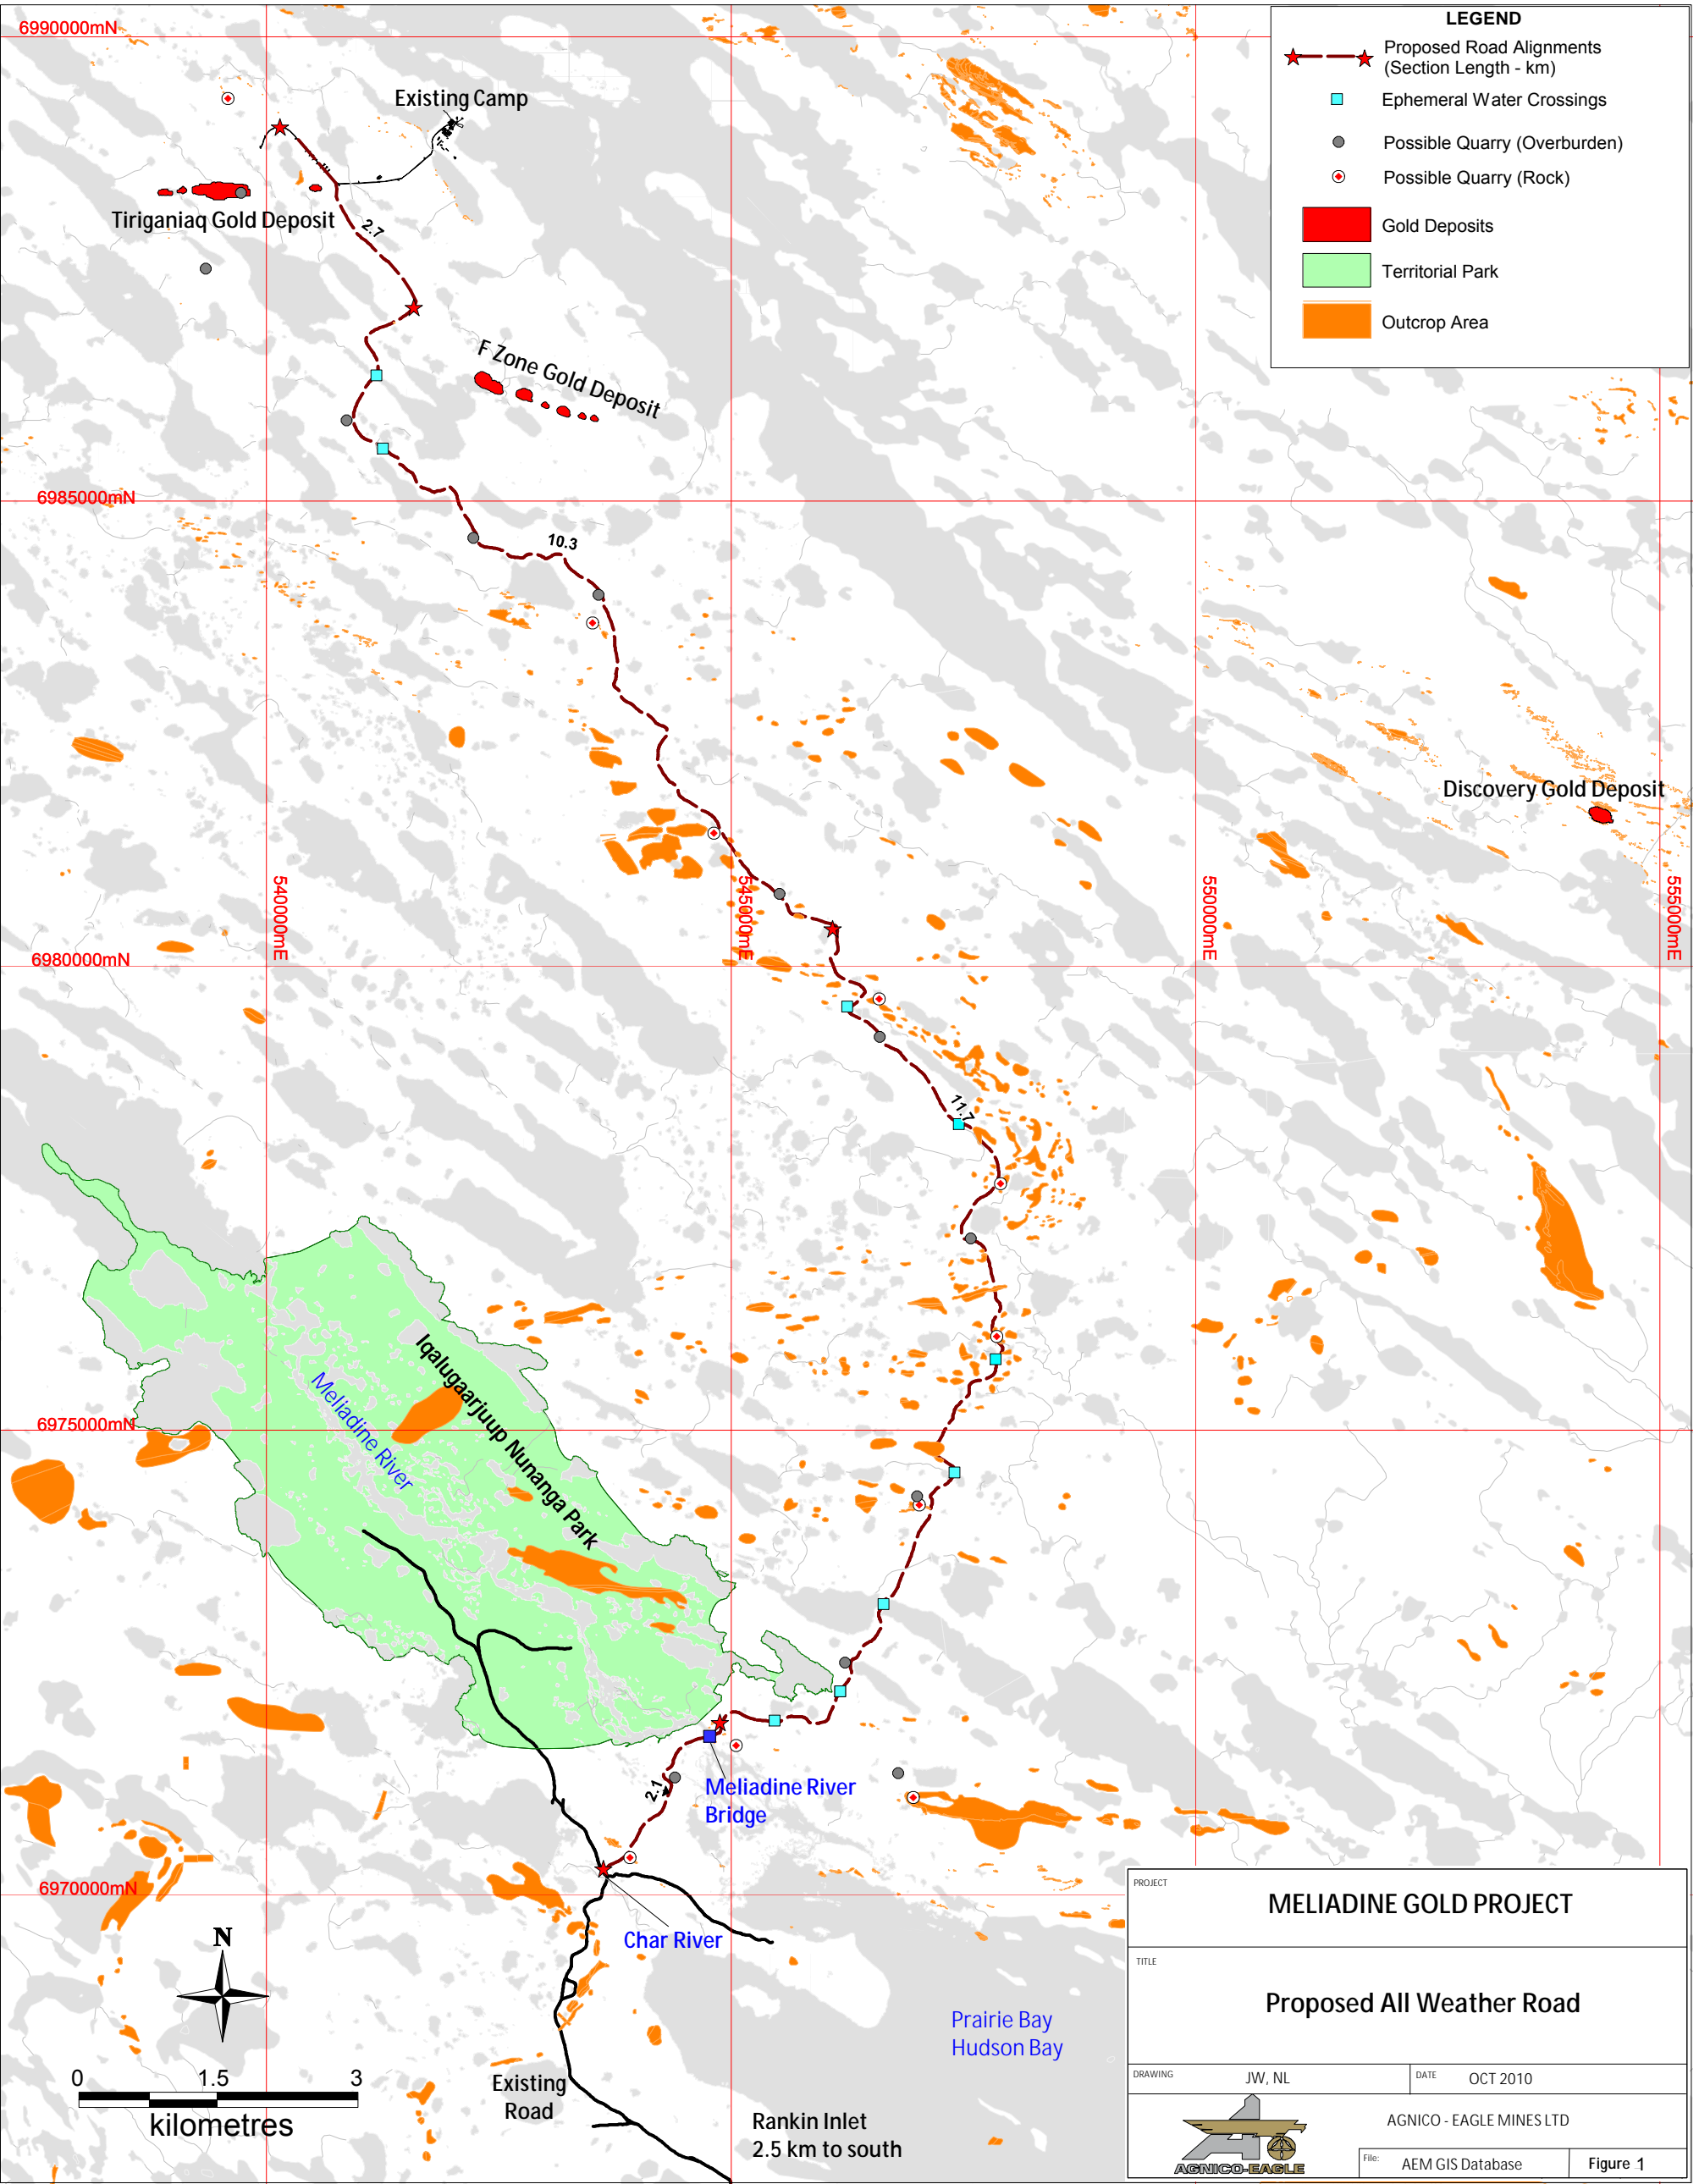 6990000mN
LEGEND
Proposed Road Alignments
(Section Length - km)
Ephemeral Water Crossings
Possible Quarry (Overburden)
Possible Quarry (Rock)
Gold Deposits
Territorial Park
Outcrop Area
Existing Camp
Tiriganiaq Gold Deposit
2.7
F Zone Gold Deposit
6985000mN
10.3
Discovery Gold Deposit
540000mE
545000mE
550000mE
555000mE
6980000mN
11.7
Iqalugaarjuup Nunanga Park
Meliadine River
6975000mN
2.1
Meliadine River
Bridge
6970000mN
Char River
N
Prairie Bay
Hudson Bay
0 1.5 3
kilometres
Existing
Road
Rankin Inlet
2.5 km to south
PROJECT
MELIADINE GOLD PROJECT
TITLE
Proposed All Weather Road
DRAWING JW, NL
DATE OCT 2010
AGNICO - EAGLE MINES LTD
AGNICO-EAGLE
File: AEM GIS Database
Figure 1